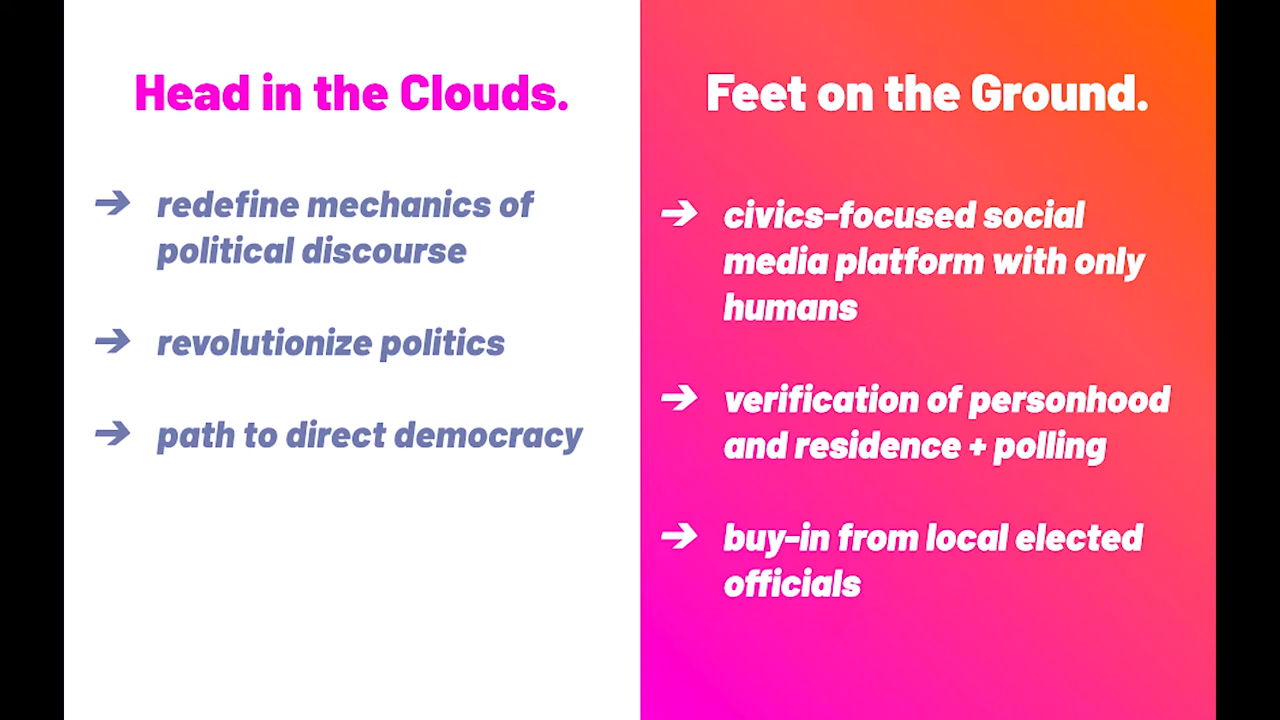 Head in the Clouds.
➔ redefine mechanics of
political discourse
➔ revolutionize politics
➔ path to direct democracy
Feet on the Ground.
➔ civics-focused social
media platform with only
humans
➔ verification of personhood
and residence + polling
➔ buy-in from local elected
officials